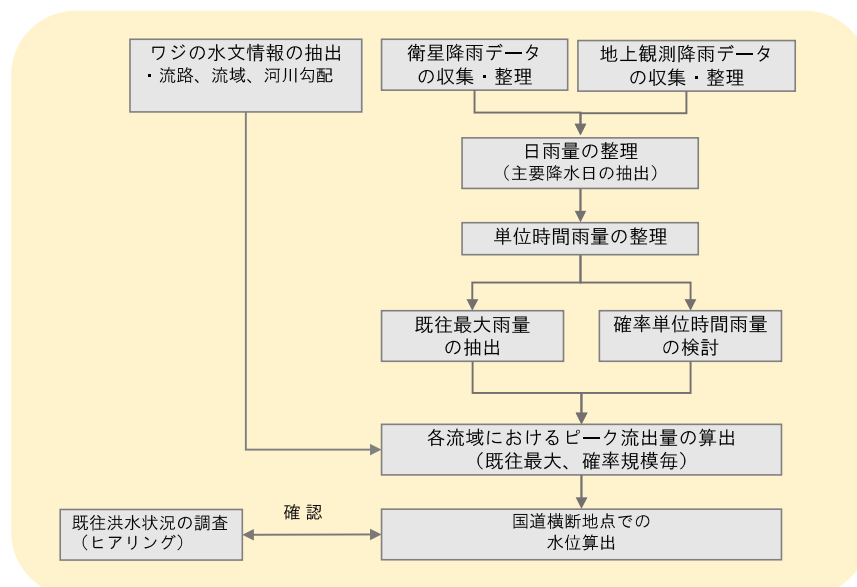 ワジの水文情報の抽出
・流路、流域、河川勾配
衛星降雨データ
の収集・整理
地上観測降雨データ
の収集・整理
日雨量の整理
（主要降水日の抽出）
単位時間雨量の整理
既往最大雨量
の抽出
確率単位時間雨量
の検討
各流域におけるピーク流出量の算出
（既往最大、確率規模毎）
既往洪水状況の調査
（ヒアリング）
確 認
国道横断地点での
水位算出